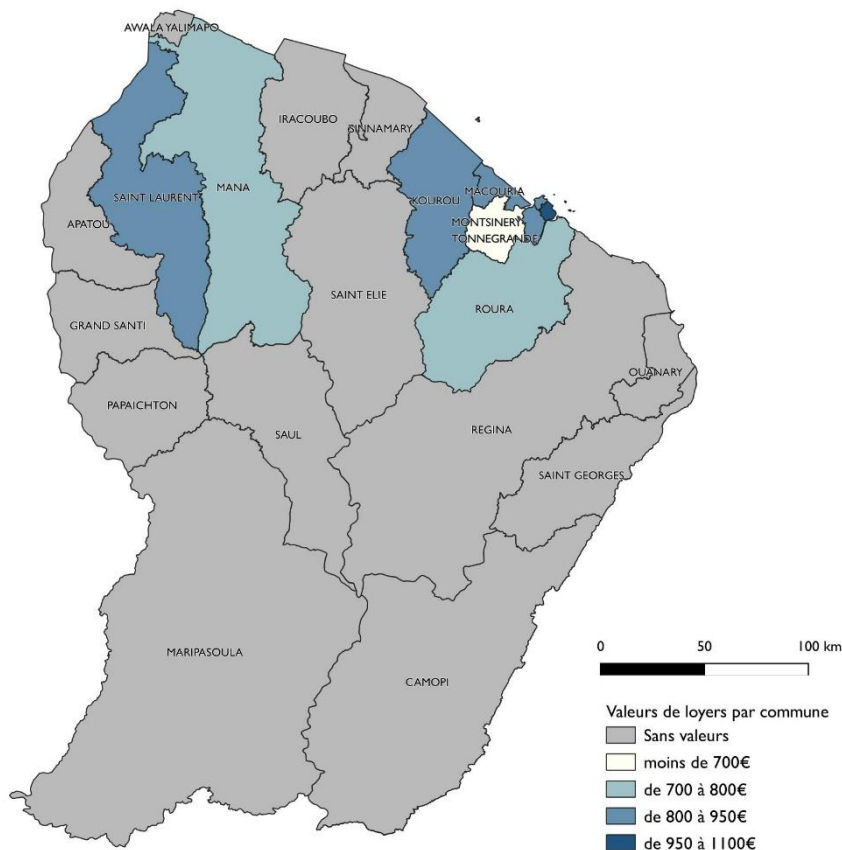 AWALA YALIMAPO
IRACOUBO
SINNAMARY
SAINT LAURENT
MANA
KOUROU
MACOURIA
APATOU
MONTSINERY
TONNEGRANDE
SAINT ELIE
ROURA
GRAND SANTI
OUANARY
PAPAICHTON
SAUL
REGINA
SAINT GEORGES
MARIPASOULA
CAMOPI
0 50 100 km
Valeurs de loyers par commune
Sans valeurs
moins de 700€
de 700 à 800€
de 800 à 950€
de 950 à 1100€